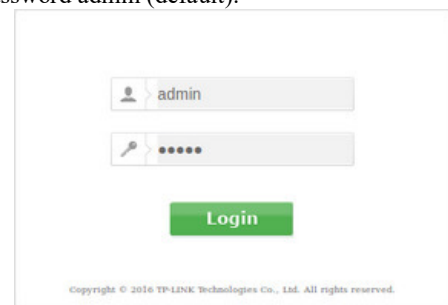 ssword admin (default).
admin
•••••
Login
Copyright © 2016 TP-LINK Technologies Co., Ltd. All rights reserved.